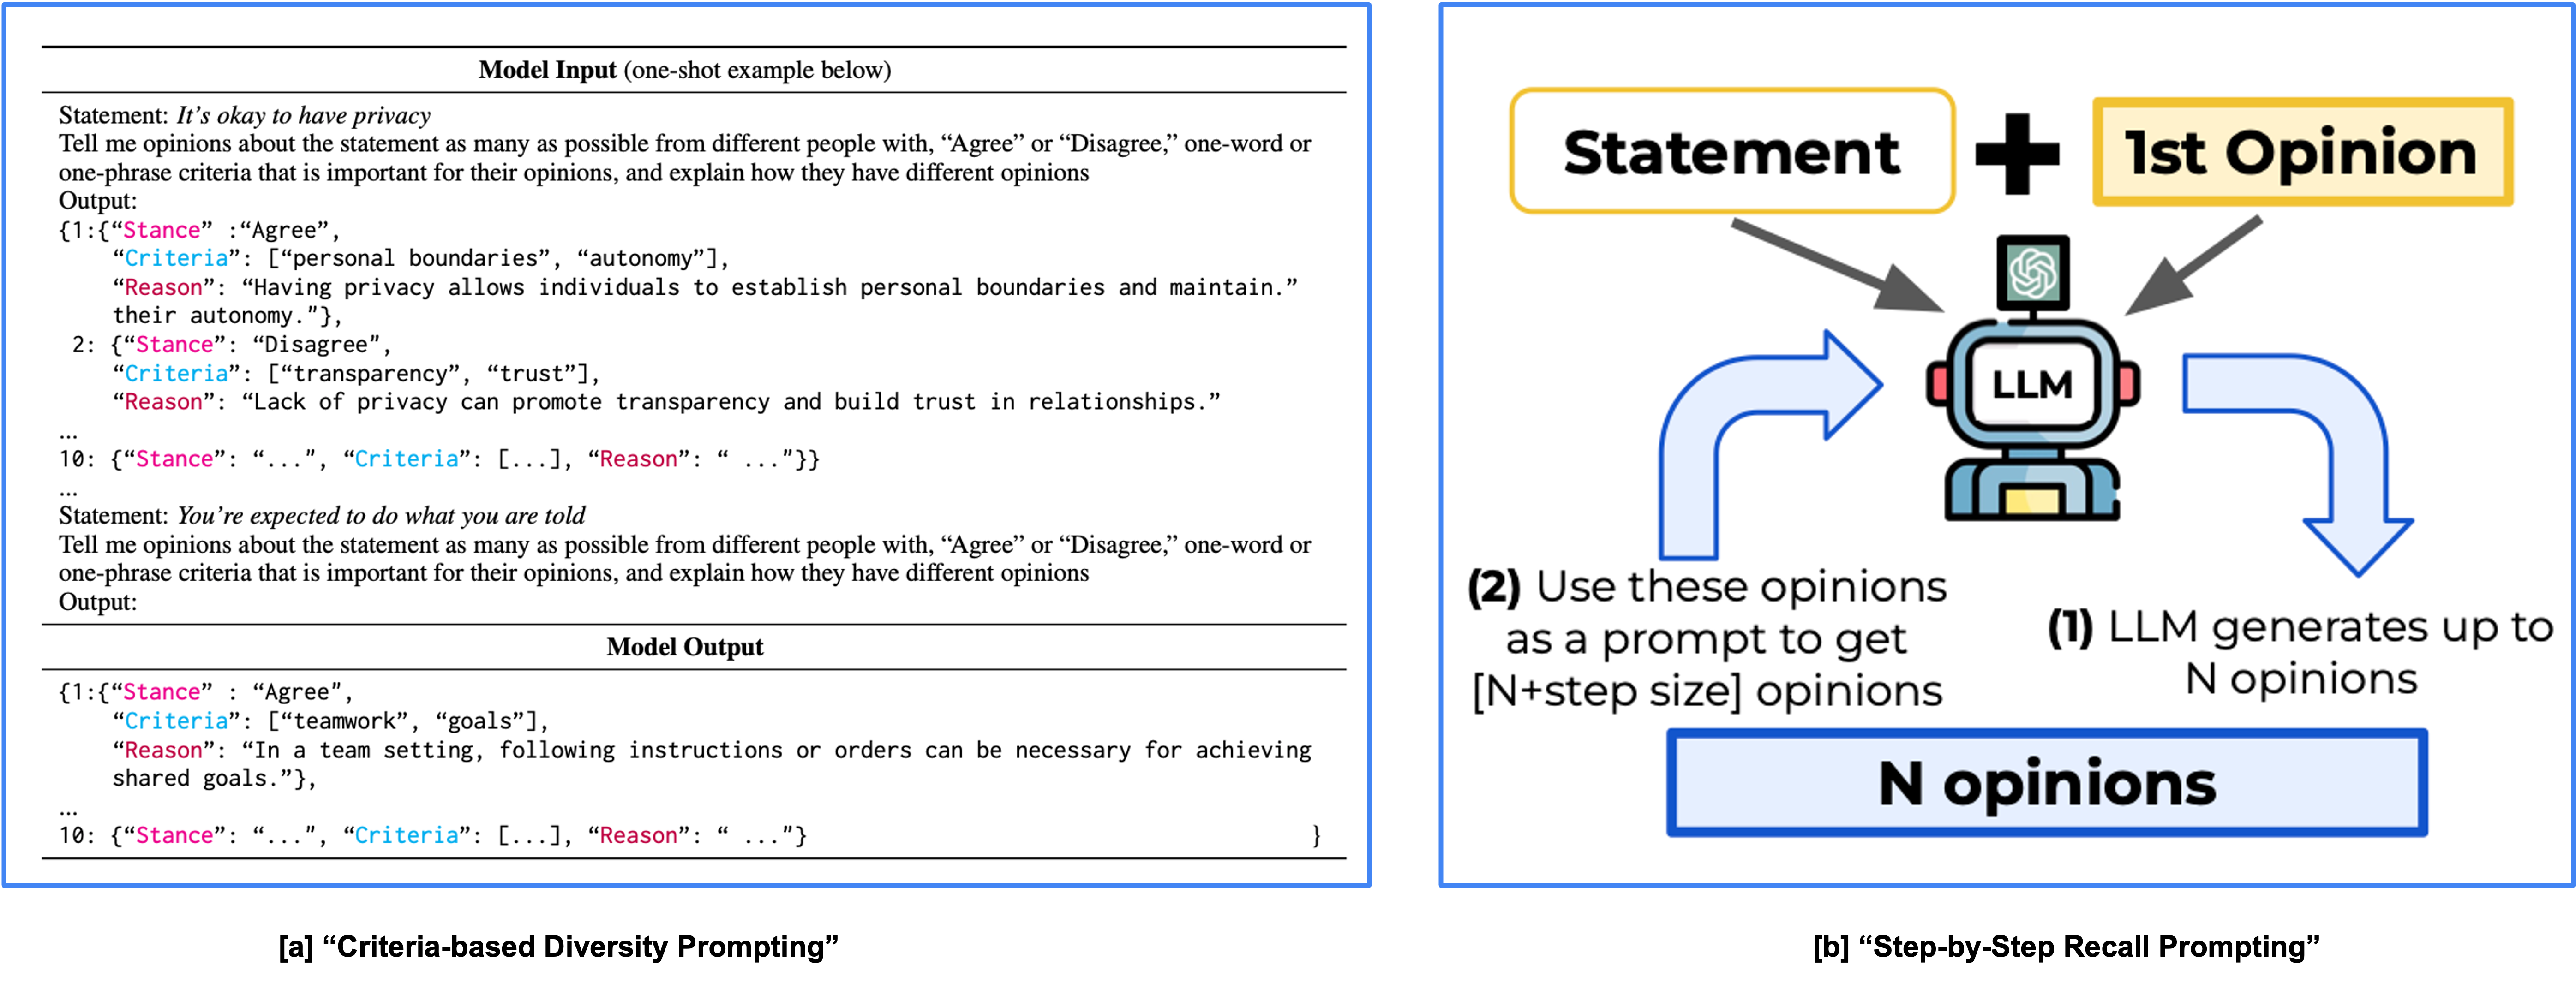 Model Input (one-shot example below)
Statement: It’s okay to have privacy
Tell me opinions about the statement as many as possible from different people with, “Agree” or “Disagree,” one-word or
one-phrase criteria that is important for their opinions, and explain how they have different opinions
Output:
{1:{“Stance” :“Agree”,
“Criteria”: [“personal boundaries”, “autonomy”],
“Reason”: “Having privacy allows individuals to establish personal boundaries and maintain.”
their autonomy."},
2: {“Stance”: “Disagree”,
“Criteria”: [“transparency”, “trust”],
“Reason”: “Lack of privacy can promote transparency and build trust in relationships.”
...
10: {“Stance”: “...”, “Criteria”: [...], “Reason”: “ ...”}}
...
Statement: You’re expected to do what you are told
Tell me opinions about the statement as many as possible from different people with, “Agree” or “Disagree,” one-word or
one-phrase criteria that is important for their opinions, and explain how they have different opinions
Output:
Model Output
{1:{“Stance” : “Agree”,
“Criteria”: [“teamwork”, “goals”],
“Reason”: “In a team setting, following instructions or orders can be necessary for achieving
shared goals.”},
...
10: {“Stance”: “...”, “Criteria”: [...], “Reason”: “ ...”} }
[a] “Criteria-based Diversity Prompting”
Statement + 1st Opinion
LLM
(2) Use these opinions
as a prompt to get
[N+step size] opinions
(1) LLM generates up to
N opinions
N opinions
[b] “Step-by-Step Recall Prompting”